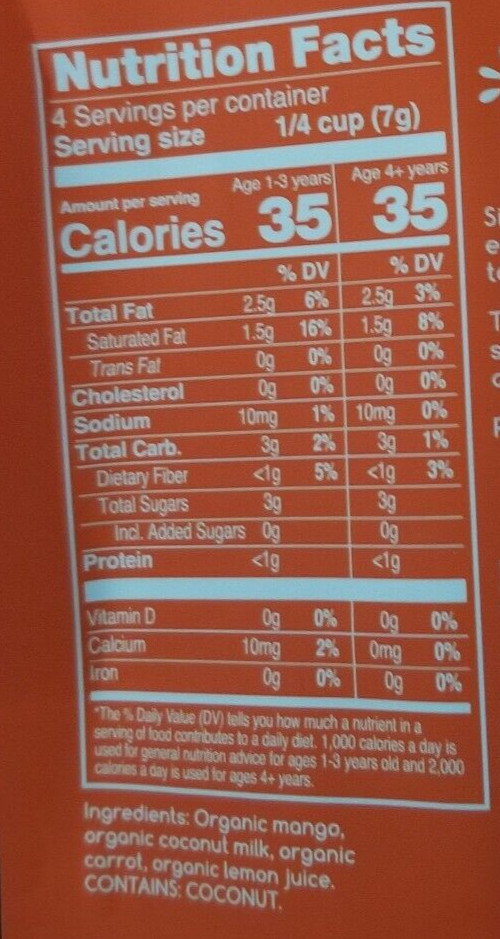 Nutrition Facts
4 Servings per container
Serving size 1/4 cup (7g)
Age 1-3 years Age 4+ years
Amount per serving
Calories 35 35
% DV % DV
Total Fat 2.5g 6% 2.5g 3%
Saturated Fat 1.5g 16% 1.5g 8%
Trans Fat 0g 0% 0g 0%
Cholesterol 0g 0% 0g 0%
Sodium 10mg 1% 10mg 0%
Total Carb. 3g 2% 3g 1%
Dietary Fiber <1g 5% <1g 3%
Total Sugars 3g 3g
Incl. Added Sugars 0g 0g
Protein <1g <1g
Vitamin D 0g 0% 0g 0%
Calcium 10mg 2% 0mg 0%
Iron 0g 0% 0g 0%
*The % Daily Value (DV) tells you how much a nutrient in a
serving of food contributes to a daily diet. 1,000 calories a day is
used for general nutrition advice for ages 1-3 years old and 2,000
calories a day is used for ages 4+ years.
Ingredients: Organic mango,
organic coconut milk, organic
carrot, organic lemon juice.
CONTAINS: COCONUT.